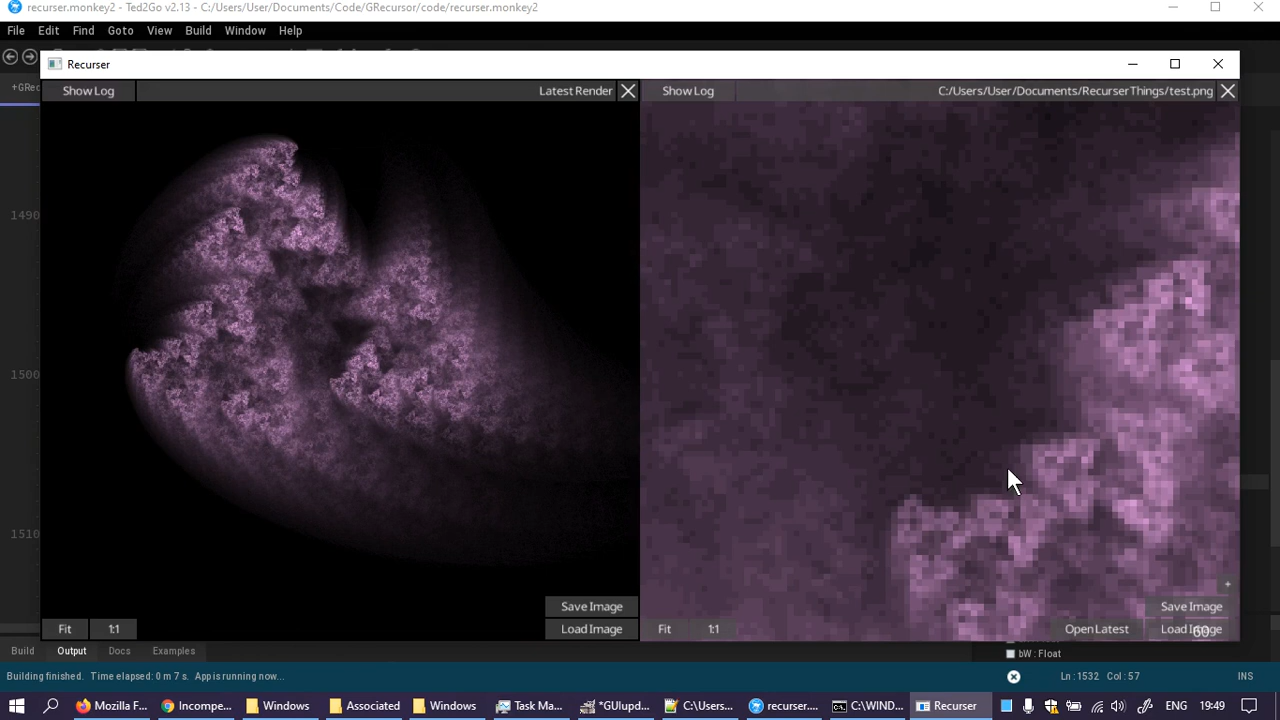 recurser.monkey2 - Ted2Go v2.13 - C:/Users/User/Documents/Code/GRecursor/code/recurser.monkey2
File Edit Find Goto View Build Window Help
Recurser
+GRec
Show Log
Latest Render
Show Log
C:/Users/User/Documents/RecurserThings/test.png
1490
1500
1510
+
Save Image
Save Image
Fit 1:1
Load Image
Fit 1:1
Open Latest
Load Image
60
Build Output Docs Examples
bW : Float
Building finished. Time elapsed: 0 m 7 s. App is running now...
Ln : 1532 Col : 57
INS
Mozilla F...
Incompe...
Windows
Associated
Windows
Task Ma...
*GUIupd...
C:\Users...
recurser....
C:\WIND...
Recurser
ENG
19:49